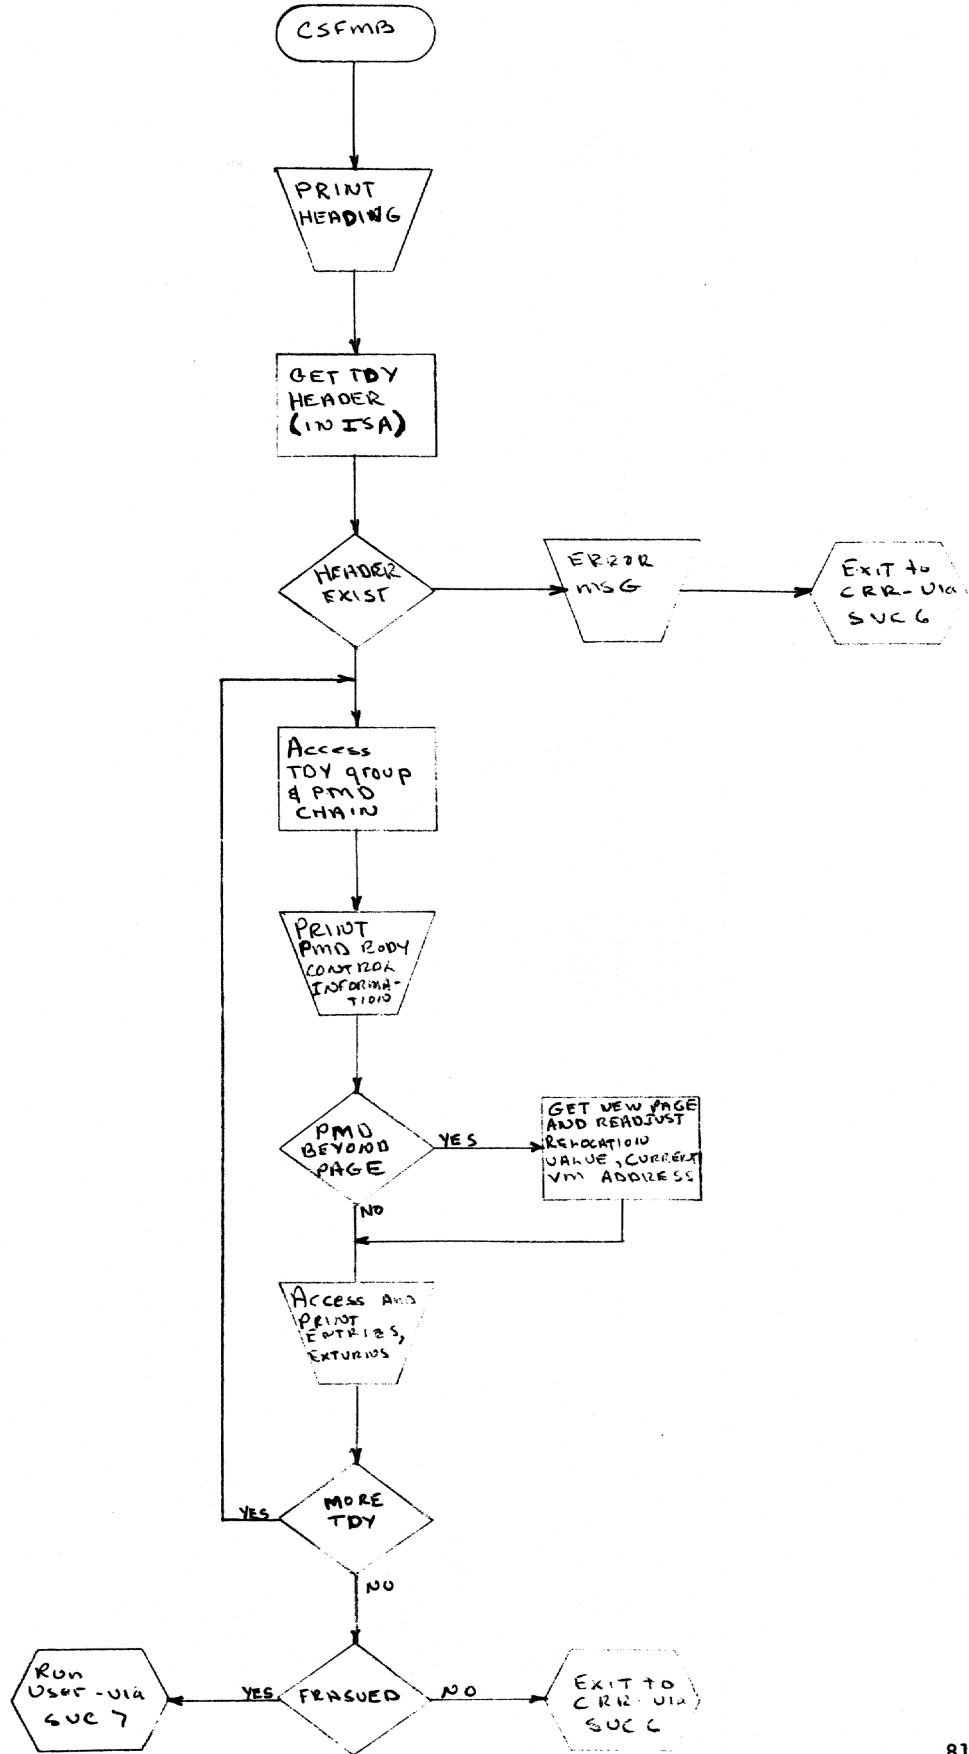 CSFMB
PRINT
HEADING
GET TDY
HEADER
(IN ISA)
HEADER
EXIST
ERROR
MSG
EXIT to
CRR-via
SVC 6
Access
TDY group
& PMD
CHAIN
PRINT
PMD BODY
CONTROL
INFORMA-
TION
PMD
BEYOND
PAGE
YES
GET NEW PAGE
AND READJUST
RELOCATION
VALUE, CURRENT
VM ADDRESS
NO
ACCESS AND
PRINT
ENTRIES,
MORE
TDY
YES
NO
Run
User-via
SVC 7
YES
FRASUED
NO
EXIT TO
CRR-via
SVC 6
81